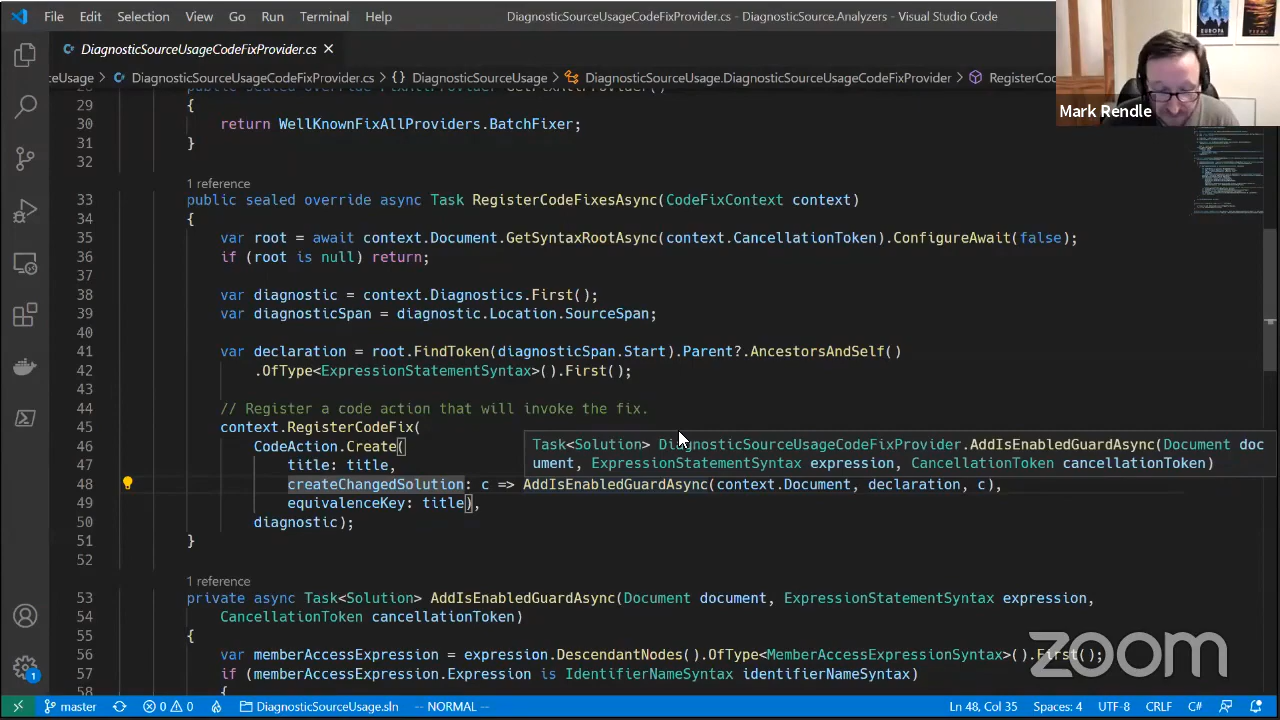 File Edit Selection View Go Run Terminal Help
DiagnosticSourceUsageCodeFixProvider.cs - DiagnosticSource.Analyzers - Visual Studio Code
EUROPA
TITAN
Mark Rendle
DiagnosticSourceUsageCodeFixProvider.cs ×
ceUsage > DiagnosticSourceUsageCodeFixProvider.cs > {} DiagnosticSourceUsage > DiagnosticSourceUsage.DiagnosticSourceUsageCodeFixProvider > RegisterCo
29 {
30 return WellKnownFixAllProviders.BatchFixer;
31 }
32
1 reference
33 public sealed override async Task RegisterCodeFixesAsync(CodeFixContext context)
34 {
35 var root = await context.Document.GetSyntaxRootAsync(context.CancellationToken).ConfigureAwait(false);
36 if (root is null) return;
37
38 var diagnostic = context.Diagnostics.First();
39 var diagnosticSpan = diagnostic.Location.SourceSpan;
40
41 var declaration = root.FindToken(diagnosticSpan.Start).Parent?.AncestorsAndSelf()
42 .OfType<ExpressionStatementSyntax>().First();
43
44 // Register a code action that will invoke the fix.
45 context.RegisterCodeFix(
46 CodeAction.Create(
47 title: title,
Task<Solution> DiagnosticSourceUsageCodeFixProvider.AddIsEnabledGuardAsync(Document doc
ument, ExpressionStatementSyntax expression, CancellationToken cancellationToken)
48 createChangedSolution: c => AddIsEnabledGuardAsync(context.Document, declaration, c),
49 equivalenceKey: title),
50 diagnostic);
51 }
52
1 reference
53 private async Task<Solution> AddIsEnabledGuardAsync(Document document, ExpressionStatementSyntax expression,
54 CancellationToken cancellationToken)
55 {
56 var memberAccessExpression = expression.DescendantNodes().OfType<MemberAccessExpressionSyntax>().First();
57 if (memberAccessExpression.Expression is IdentifierNameSyntax identifierNameSyntax)
58 {
zoom
1
master 0 0 DiagnosticSourceUsage.sln -- NORMAL -- Ln 48, Col 35 Spaces: 4 UTF-8 CRLF C#